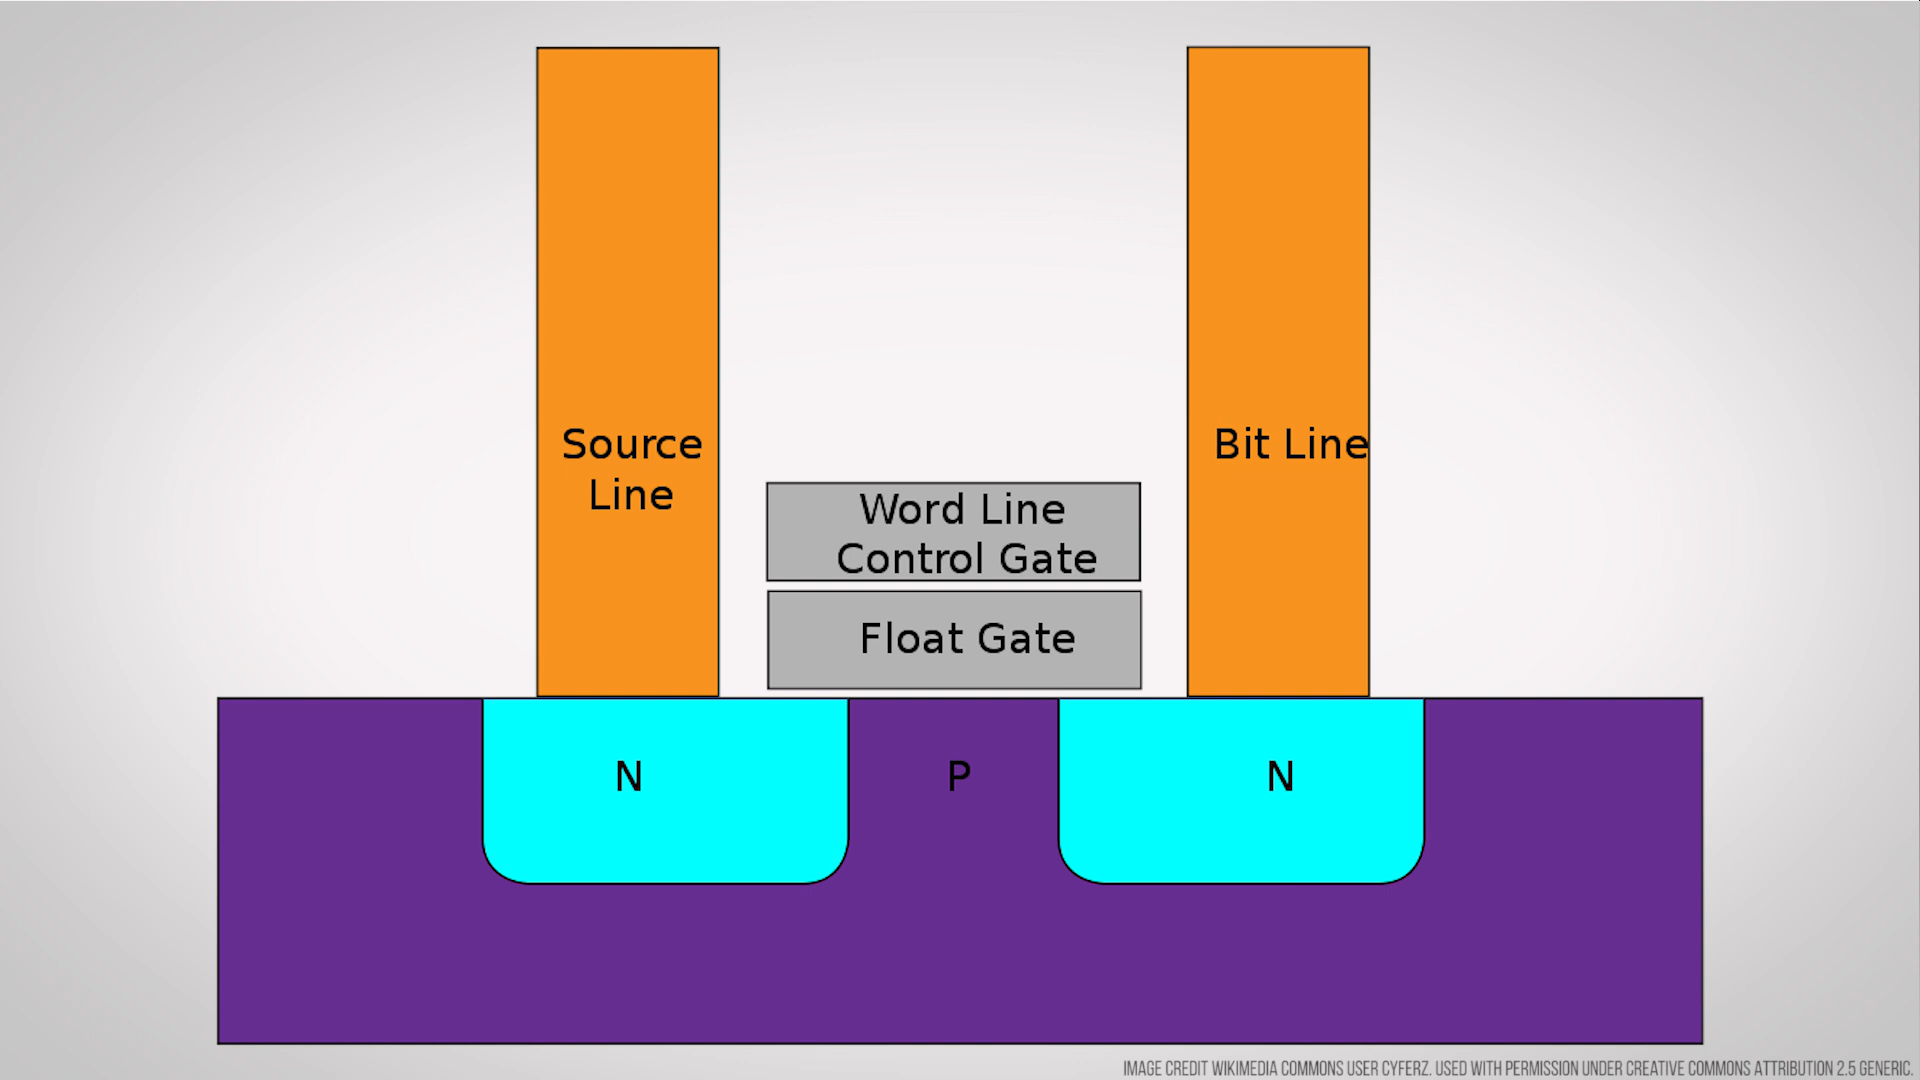 Source
Line
Bit Line
Word Line
Control Gate
Float Gate
N
P
N
IMAGE CREDIT WIKIMEDIA COMMONS USER CYFERZ. USED WITH PERMISSION UNDER CREATIVE COMMONS ATTRIBUTION 2.5 GENERIC.